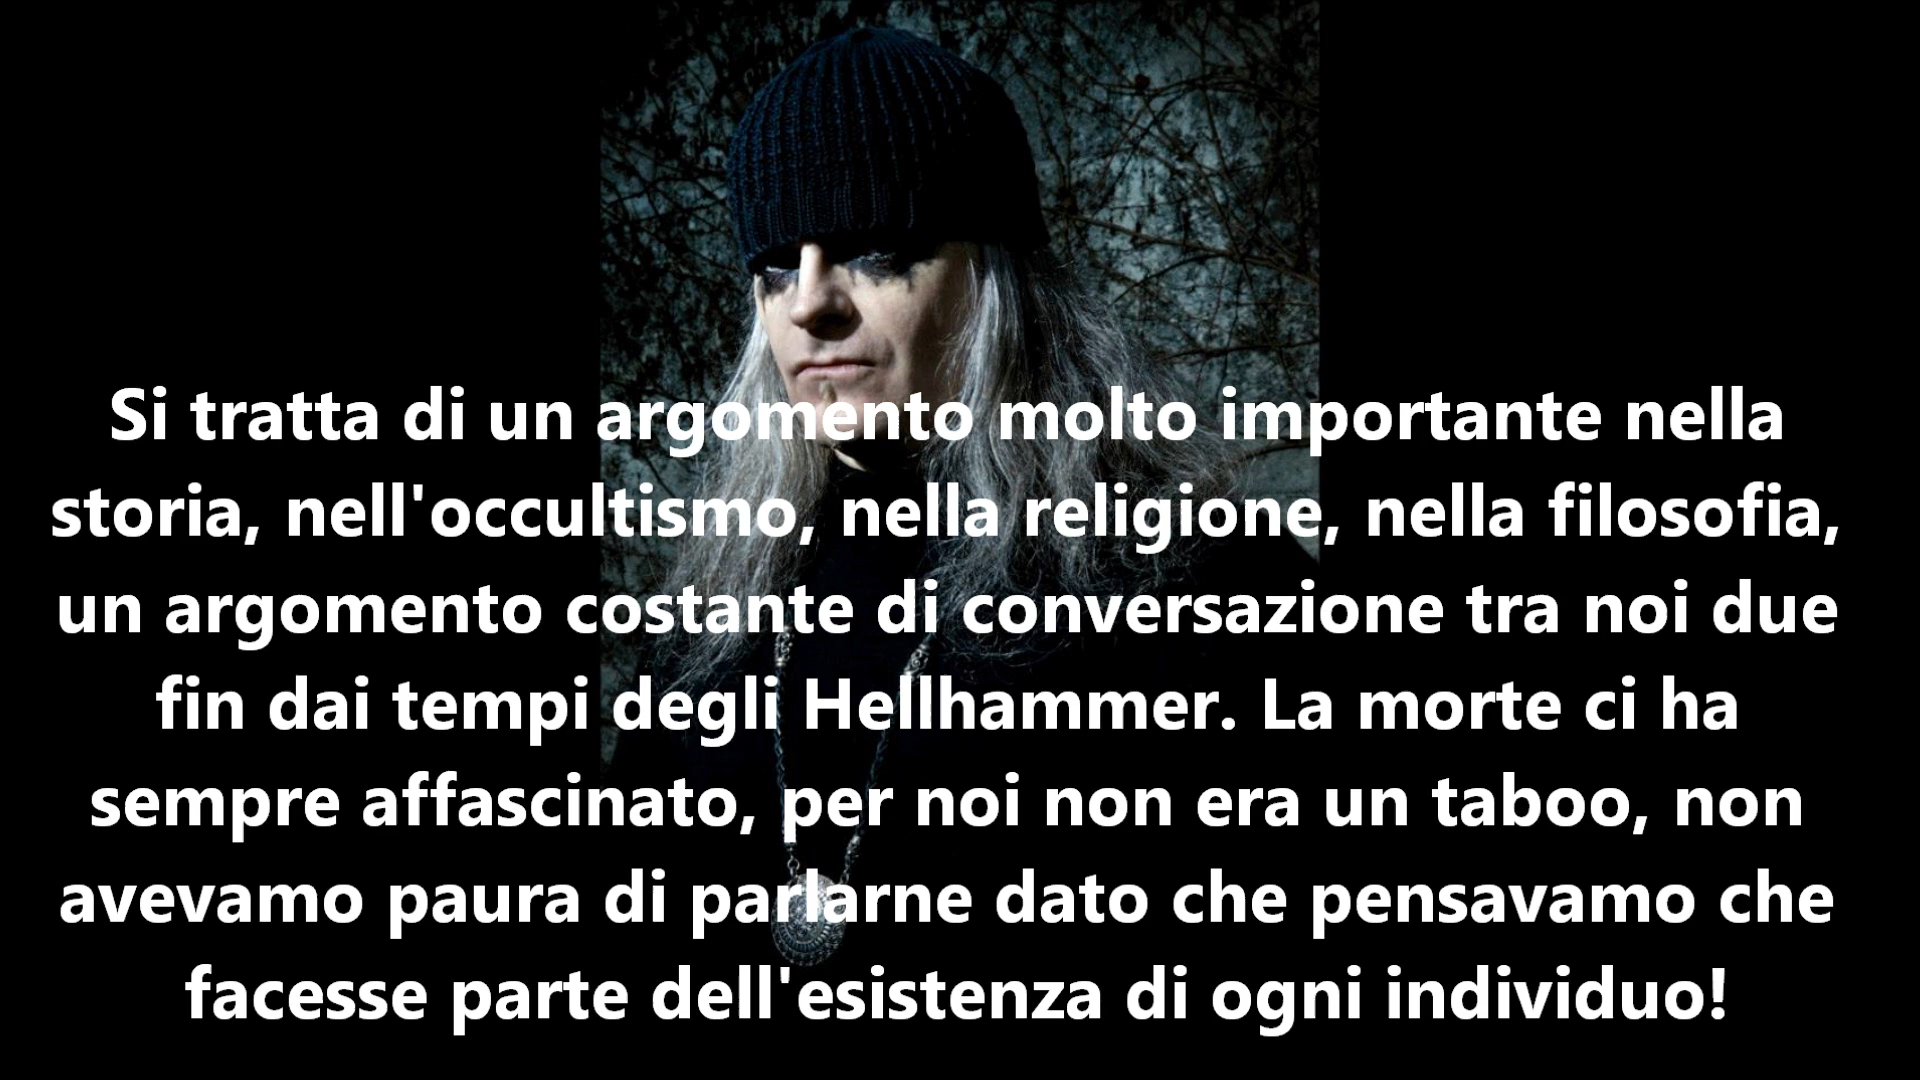 Si tratta di un argomento molto importante nella
storia, nell'occultismo, nella religione, nella filosofia,
un argomento costante di conversazione tra noi due
fin dai tempi degli Hellhammer. La morte ci ha
sempre affascinato, per noi non era un taboo, non
avevamo paura di parlarne dato che pensavamo che
facesse parte dell'esistenza di ogni individuo!